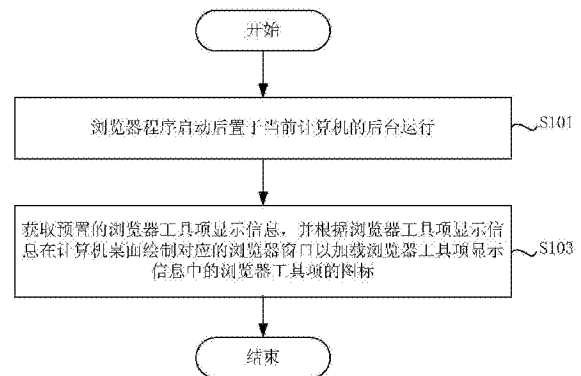 开始
浏览器程序启动后置于当前计算机的后台运行
S101
获取预置的浏览器工具项显示信息，并根据浏览器工具项显示信
息在计算机桌面绘制对应的浏览器窗口以加载浏览器工具项显示
信息中的浏览器工具项的图标
S103
结束